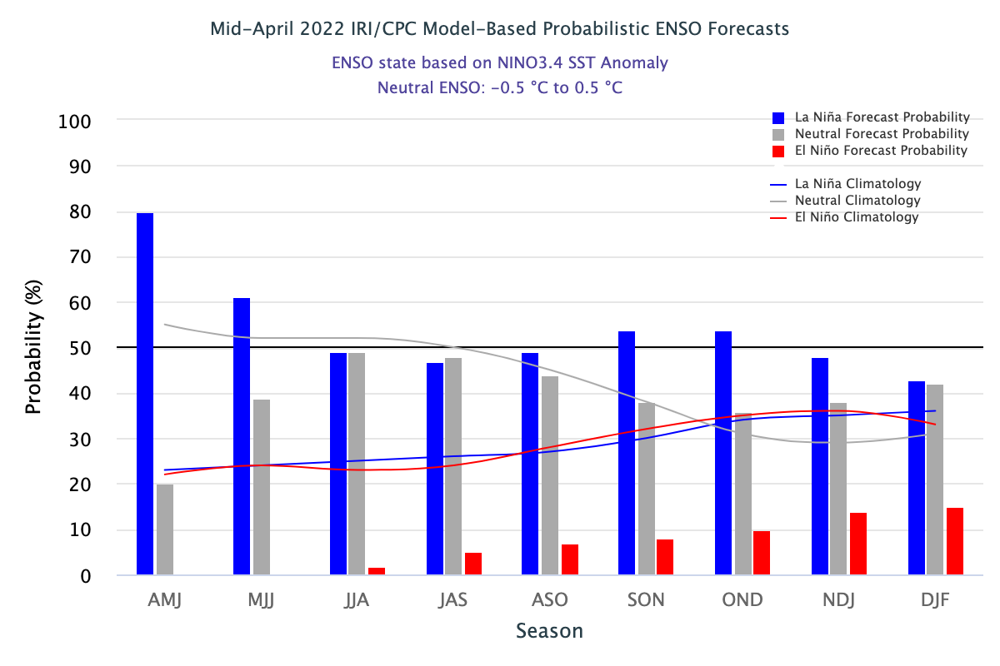 Mid-April 2022 IRI/CPC Model-Based Probabilistic ENSO Forecasts
ENSO state based on NINO3.4 SST Anomaly
Neutral ENSO: -0.5 °C to 0.5 °C
La Niña Forecast Probability
Neutral Forecast Probability
El Niño Forecast Probability
La Niña Climatology
Neutral Climatology
El Niño Climatology
Probability (%)
100
90
80
70
60
50
40
30
20
10
0
AMJ MJJ JJA JAS ASO SON OND NDJ DJF
Season